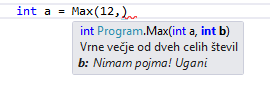 int a = Max(12,)
int Program.Max(int a, int b)
Vrne večje od dveh celih števil
b: Nimam pojma! Ugani.